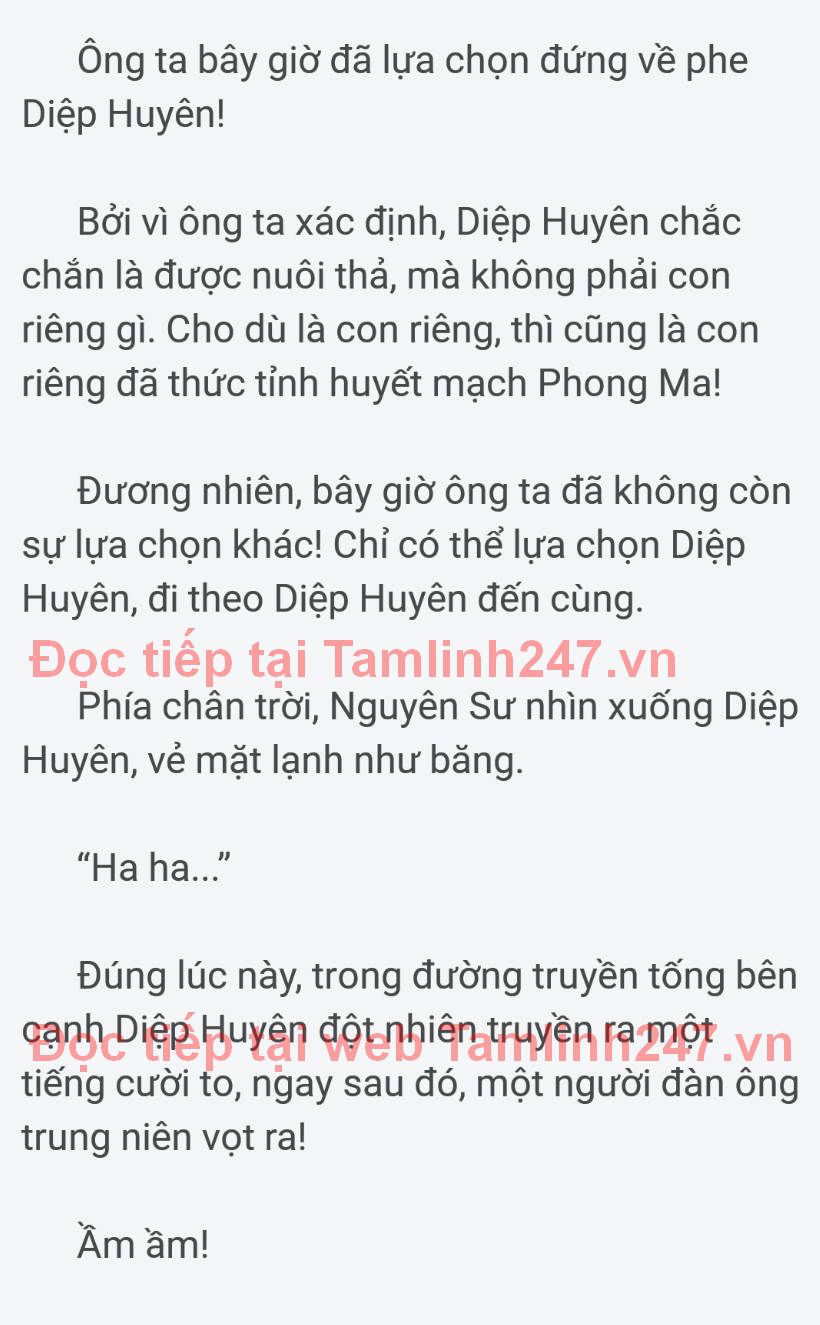 Ông ta bây giờ đã lựa chọn đứng về phe
Diệp Huyên!
Bởi vì ông ta xác định, Diệp Huyên chắc
chắn là được nuôi thả, mà không phải con
riêng gì. Cho dù là con riêng, thì cũng là con
riêng đã thức tỉnh huyết mạch Phong Ma!
Đương nhiên, bây giờ ông ta đã không còn
sự lựa chọn khác! Chỉ có thể lựa chọn Diệp
Huyên, đi theo Diệp Huyên đến cùng.
Đọc tiếp tại Tamlinh247.vn
Phía chân trời, Nguyên Sư nhìn xuống Diệp
Huyên, vẻ mặt lạnh như băng.
“Ha ha...”
Đúng lúc này, trong đường truyền tống bên
cạnh Diệp Huyên đột nhiên truyền ra một
Đọc tiếp tại web Tamlinh247.vn
tiếng cười to, ngay sau đó, một người đàn ông
trung niên vọt ra!
Ầm ầm!